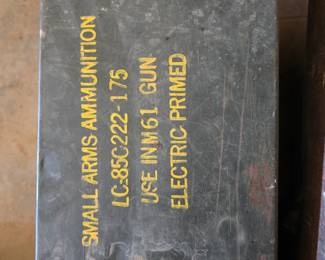 SMALL ARMS AMMUNITION
LC-85C222-175
USE IN M61 GUN
ELECTRIC PRIMED